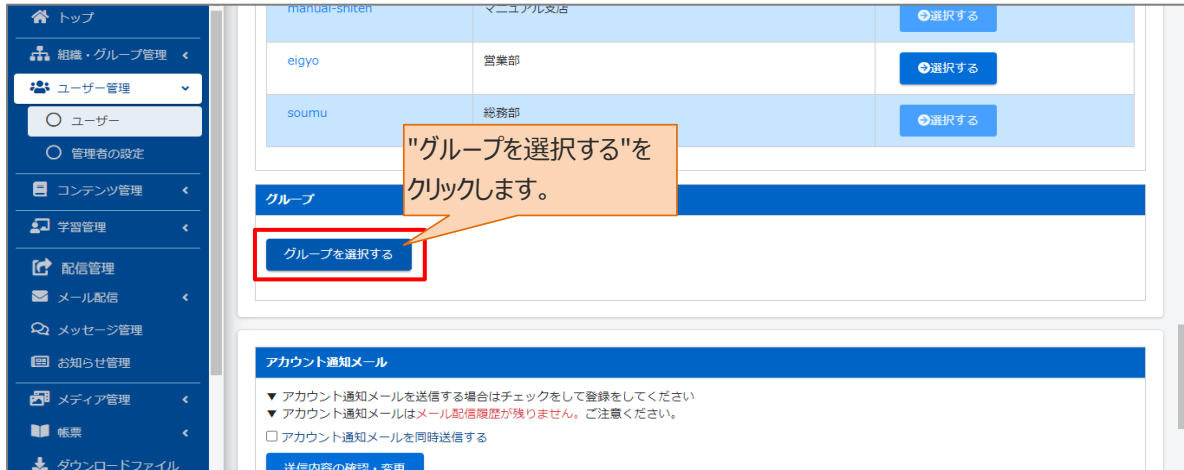 トップ
組織・グループ管理
ユーザー管理
ユーザー
管理者の設定
コンテンツ管理
学習管理
配信管理
メール配信
メッセージ管理
お知らせ管理
メディア管理
帳票
ダウンロードファイル
manual-shiten マニュアル支店 選択する
eigyo 営業部 選択する
soumu 総務部 選択する
"グループを選択する"を
クリックします。
グループ
グループを選択する
アカウント通知メール
▼ アカウント通知メールを送信する場合はチェックをして登録をしてください
▼ アカウント通知メールはメール配信履歴が残りません。ご注意ください。
アカウント通知メールを同時送信する
送信内容の確認・変更